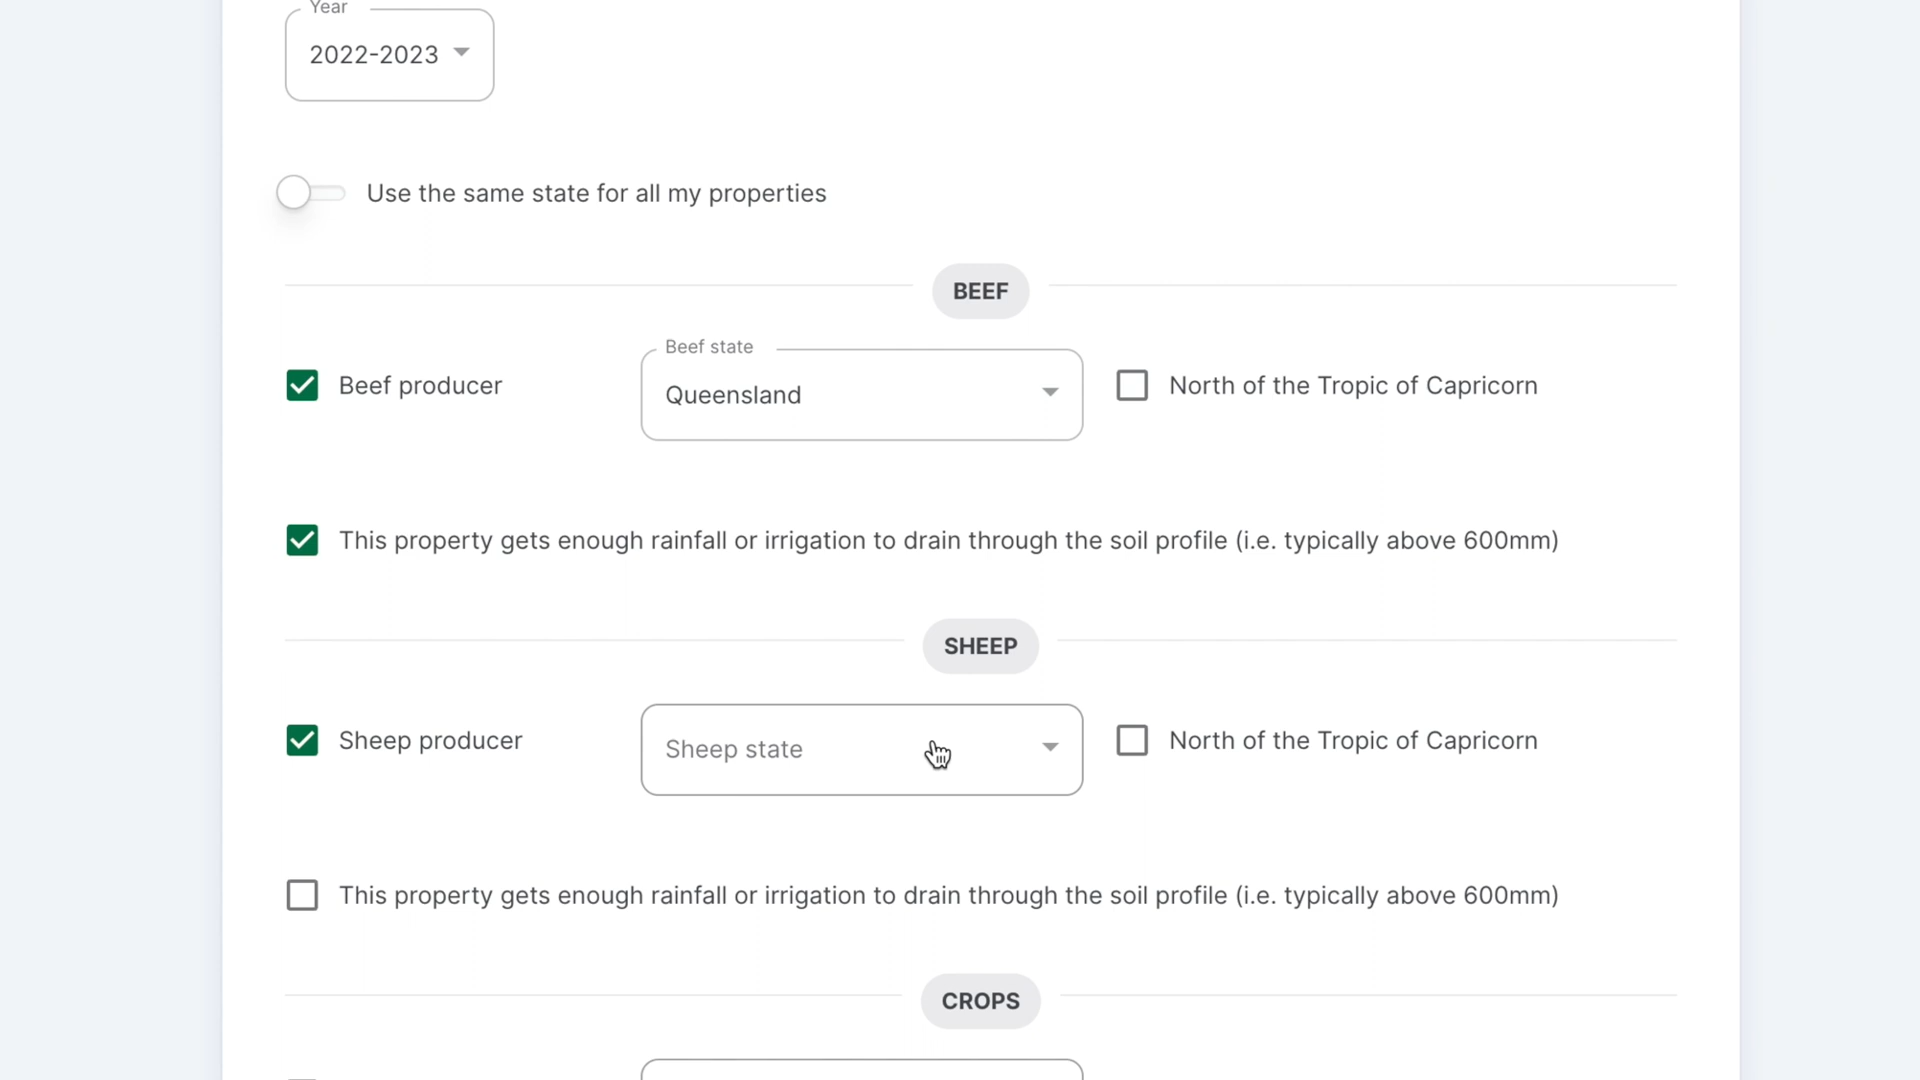 Year
2022-2023
Use the same state for all my properties
BEEF
Beef state
Beef producer
Queensland
North of the Tropic of Capricorn
This property gets enough rainfall or irrigation to drain through the soil profile (i.e. typically above 600mm)
SHEEP
Sheep producer
Sheep state
North of the Tropic of Capricorn
This property gets enough rainfall or irrigation to drain through the soil profile (i.e. typically above 600mm)
CROPS